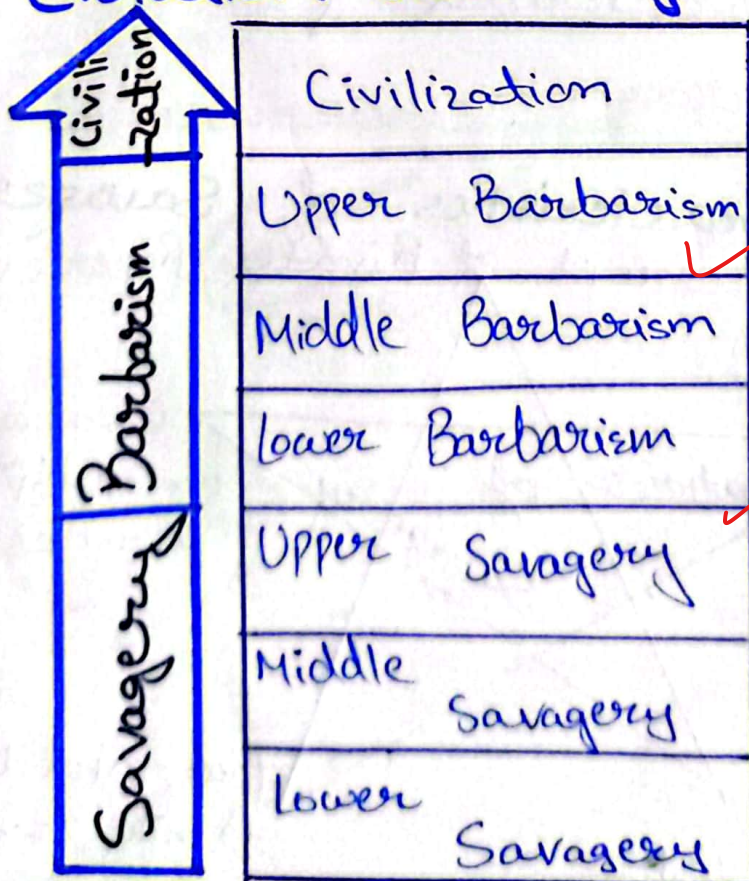 Civili
zation
Barbarism
Savagery
Civilization
Upper Barbarism
Middle Barbarism
Lower Barbarism
Upper Savagery
Middle
Savagery
Lower
Savagery